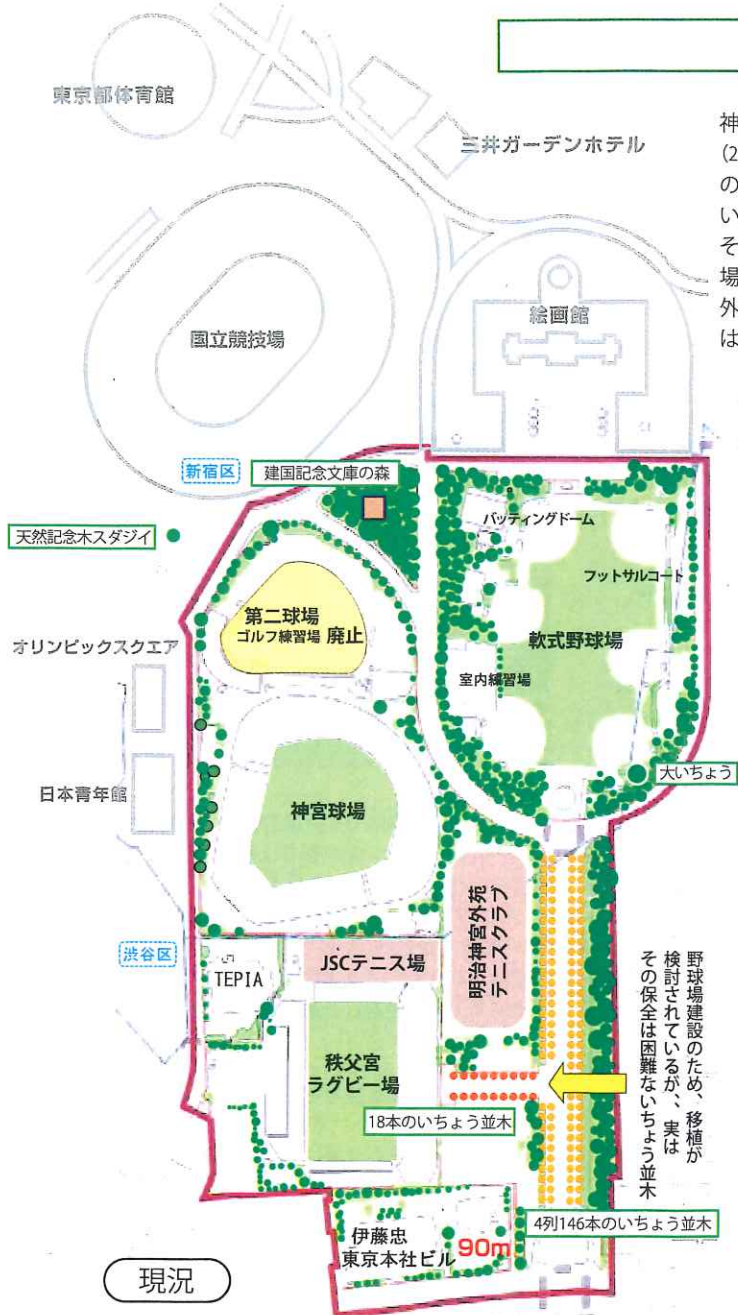 東京都体育館
三井ガーデンホテル
神
(2
の
い
そ
場
外
は
国立競技場
絵画館
新宿区
建国記念文庫の森
天然記念木スダジイ
バッティングドーム
フットサルコート
第二球場
ゴルフ練習場 廃止
軟式野球場
オリンピックスクエア
室内練習場
大いちょう
日本青年館
神宮球場
渋谷区
TEPIA
JSCテニス場
明治神宮外苑
テニスクラブ
野球場建設のため、移植が
検討されているが、、実は
その保全は困難ないちょう並木
秩父宮
ラグビー場
18本のいちょう並木
4列146本のいちょう並木
伊藤忠
東京本社ビル
90m
現況